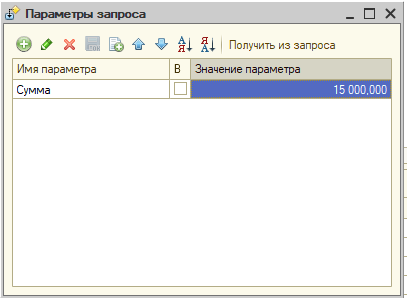 Параметры запроса
Получить из запроса
Имя параметра В Значение параметра
Сумма 15 000,000